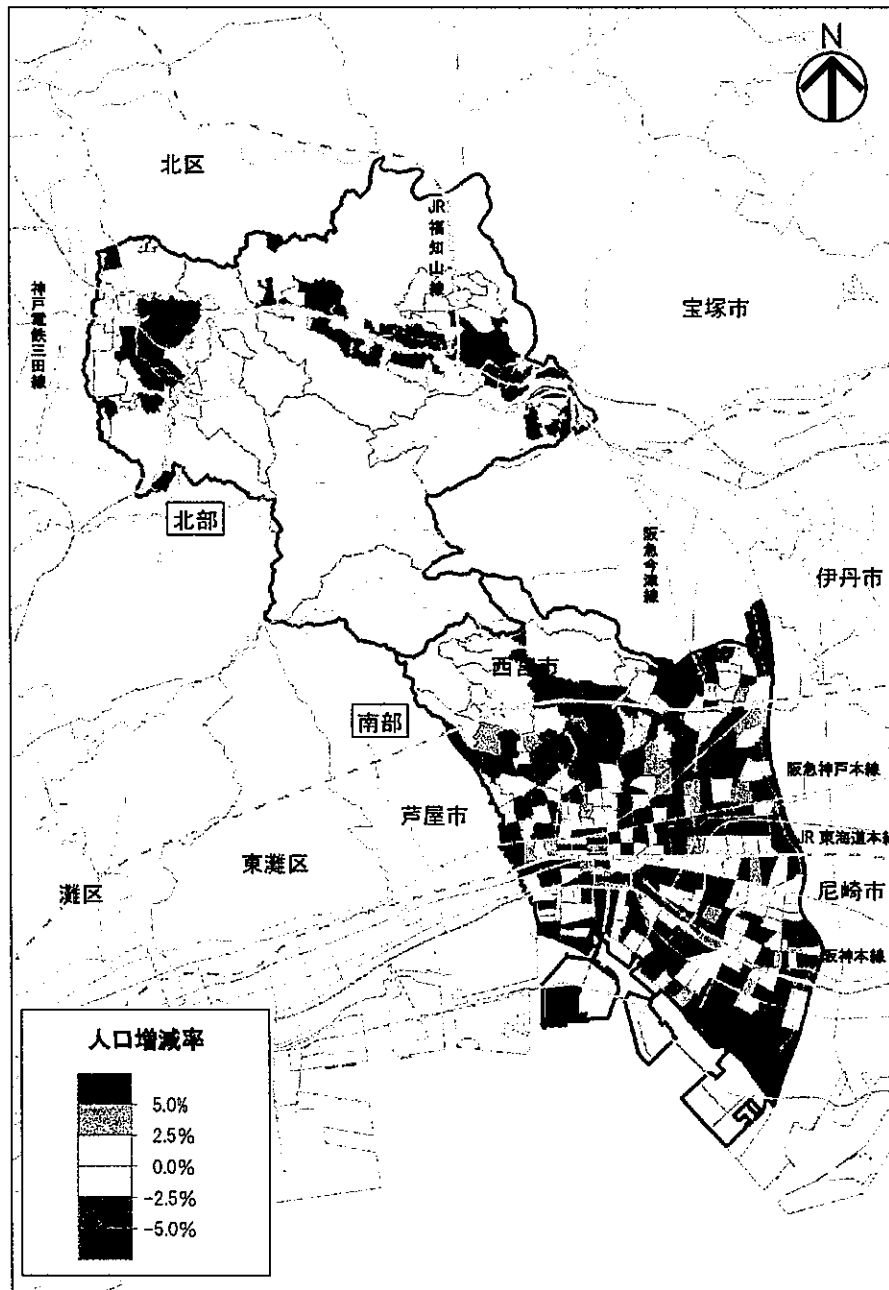 N
北区
JR福知山線
神戸電鉄三田線
宝塚市
北部
阪急今津線
伊丹市
西宮市
南部
阪急神戸本線
芦屋市
JR東海道本線
東灘区
灘区
尼崎市
阪神本線
人口増減率
5.0%
2.5%
0.0%
-2.5%
-5.0%